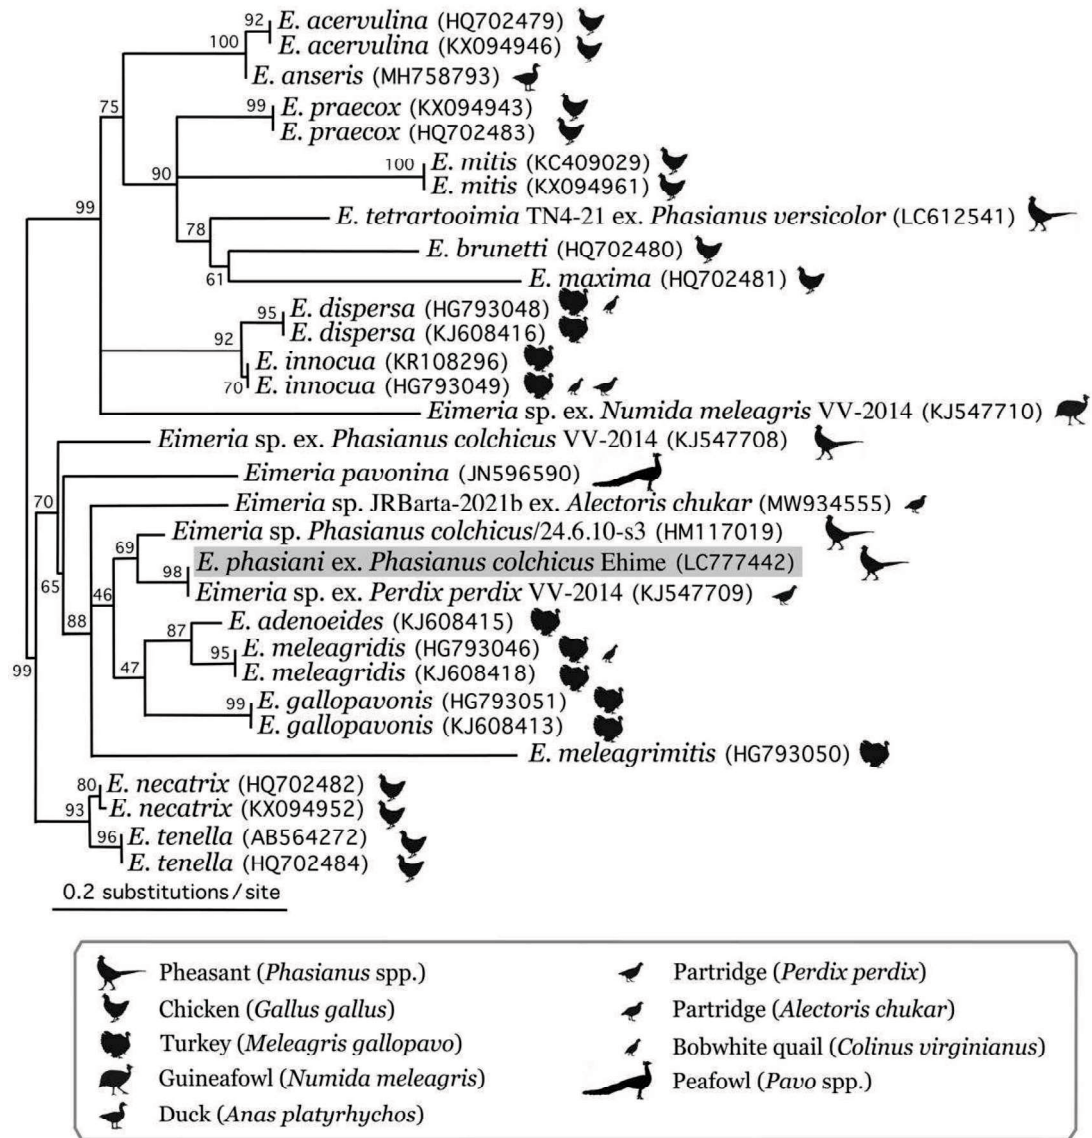 92 E. acervulina (HQ702479)
100 E. acervulina (KX094946)
E. anseris (MH758793)
75 99 E. praecox (KX094943)
E. praecox (HQ702483)
100 E. mitis (KC409029)
90 E. mitis (KX094961)
99 E. tetrartooimia TN4-21 ex. Phasianus versicolor (LC612541)
78
E. brunetti (HQ702480)
61 E. maxima (HQ702481)
E. dispersa (HG793048)
95
E. dispersa (KJ608416)
92
E. innocua (KR108296)
70 E. innocua (HG793049)
Eimeria sp. ex. Numida meleagris VV-2014 (KJ547710)
Eimeria sp. ex. Phasianus colchicus VV-2014 (KJ547708)
Eimeria pavonina (JN596590)
70 Eimeria sp. JRBarta-2021b ex. Alectoris chukar (MW934555)
Eimeria sp. Phasianus colchicus/24.6.10-s3 (HM117019)
69
E. phasiani ex. Phasianus colchicus Ehime (LC777442)
98
65 Eimeria sp. ex. Perdix perdix VV-2014 (KJ547709)
46
E. adenoeides (KJ608415)
88 87
E. meleagridis (HG793046)
95
47 E. meleagridis (KJ608418)
99 E. gallopavonis (HG793051)
99 E. gallopavonis (KJ608413)
E. meleagrimitis (HG793050)
80 E. necatrix (HQ702482)
93 E. necatrix (KX094952)
96 E. tenella (AB564272)
E. tenella (HQ702484)
0.2 substitutions/site
Pheasant (Phasianus spp.)
Chicken (Gallus gallus)
Turkey (Meleagris gallopavo)
Guineafowl (Numida meleagris)
Duck (Anas platyrhychos)
Partridge (Perdix perdix)
Partridge (Alectoris chukar)
Bobwhite quail (Colinus virginianus)
Peafowl (Pavo spp.)